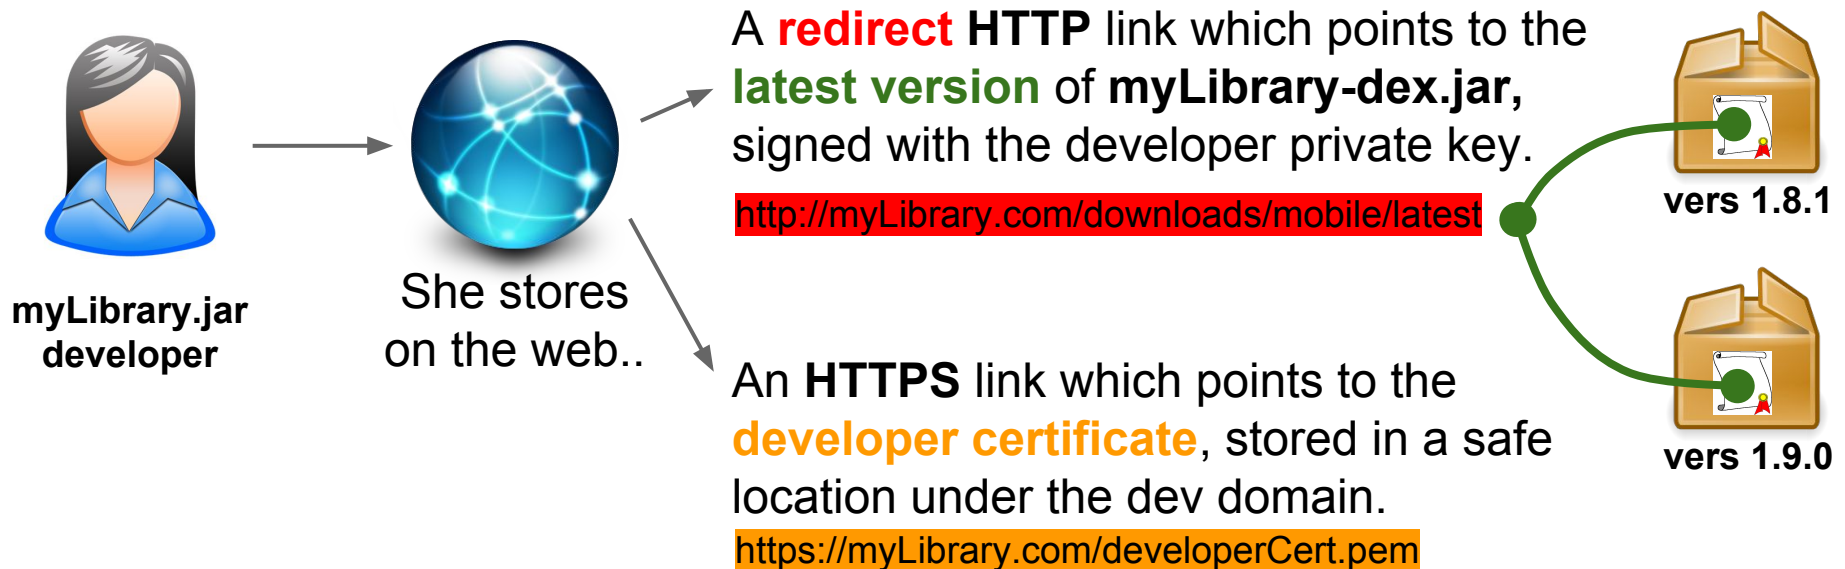 myLibrary.jar
developer
She stores
on the web..
A redirect HTTP link which points to the
latest version of myLibrary-dex.jar,
signed with the developer private key.
http://myLibrary.com/downloads/mobile/latest
An HTTPS link which points to the
developer certificate, stored in a safe
location under the dev domain.
https://myLibrary.com/developerCert.pem
vers 1.8.1
vers 1.9.0